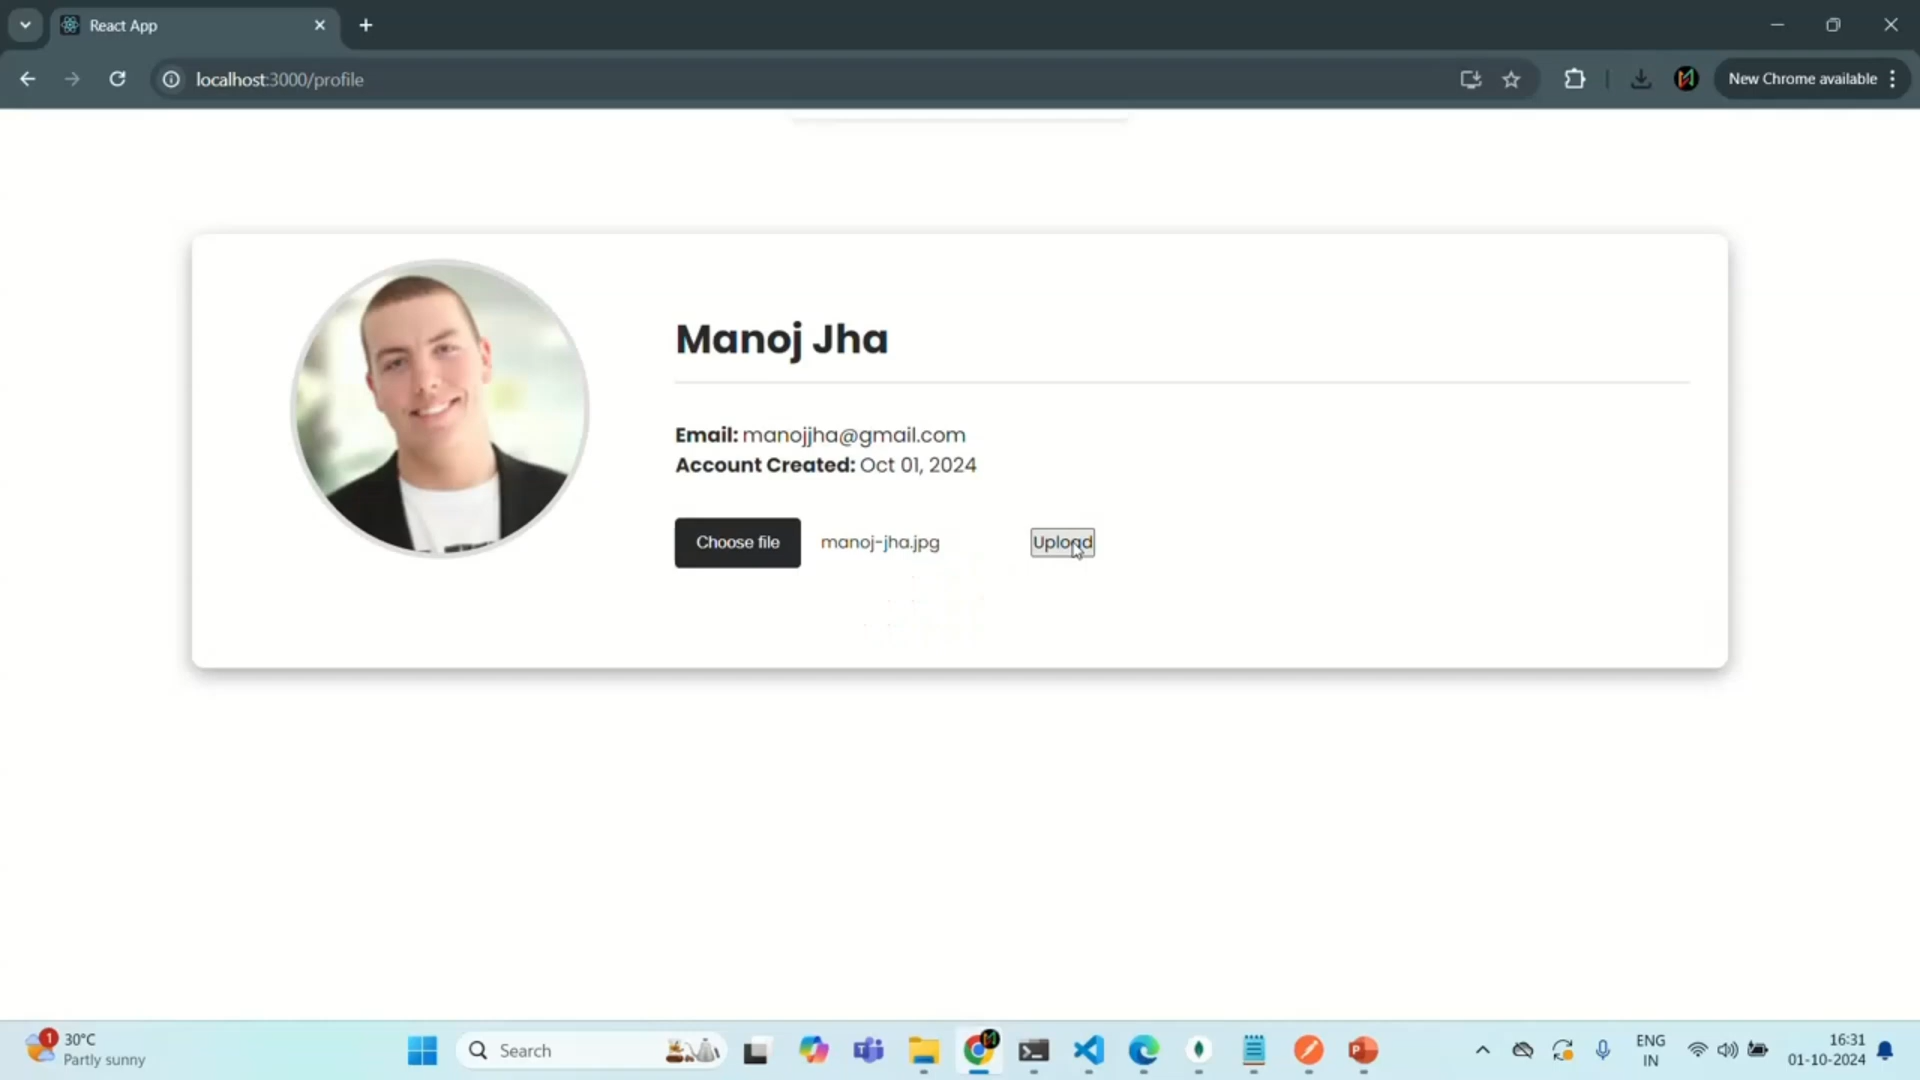 React App
localhost:3000/profile
New Chrome available
Manoj Jha
Email: manojjha@gmail.com
Account Created: Oct 01, 2024
Choose file manoj-jha.jpg Upload
1
30°C
Partly sunny
Search
ENG
IN
16:31
01-10-2024